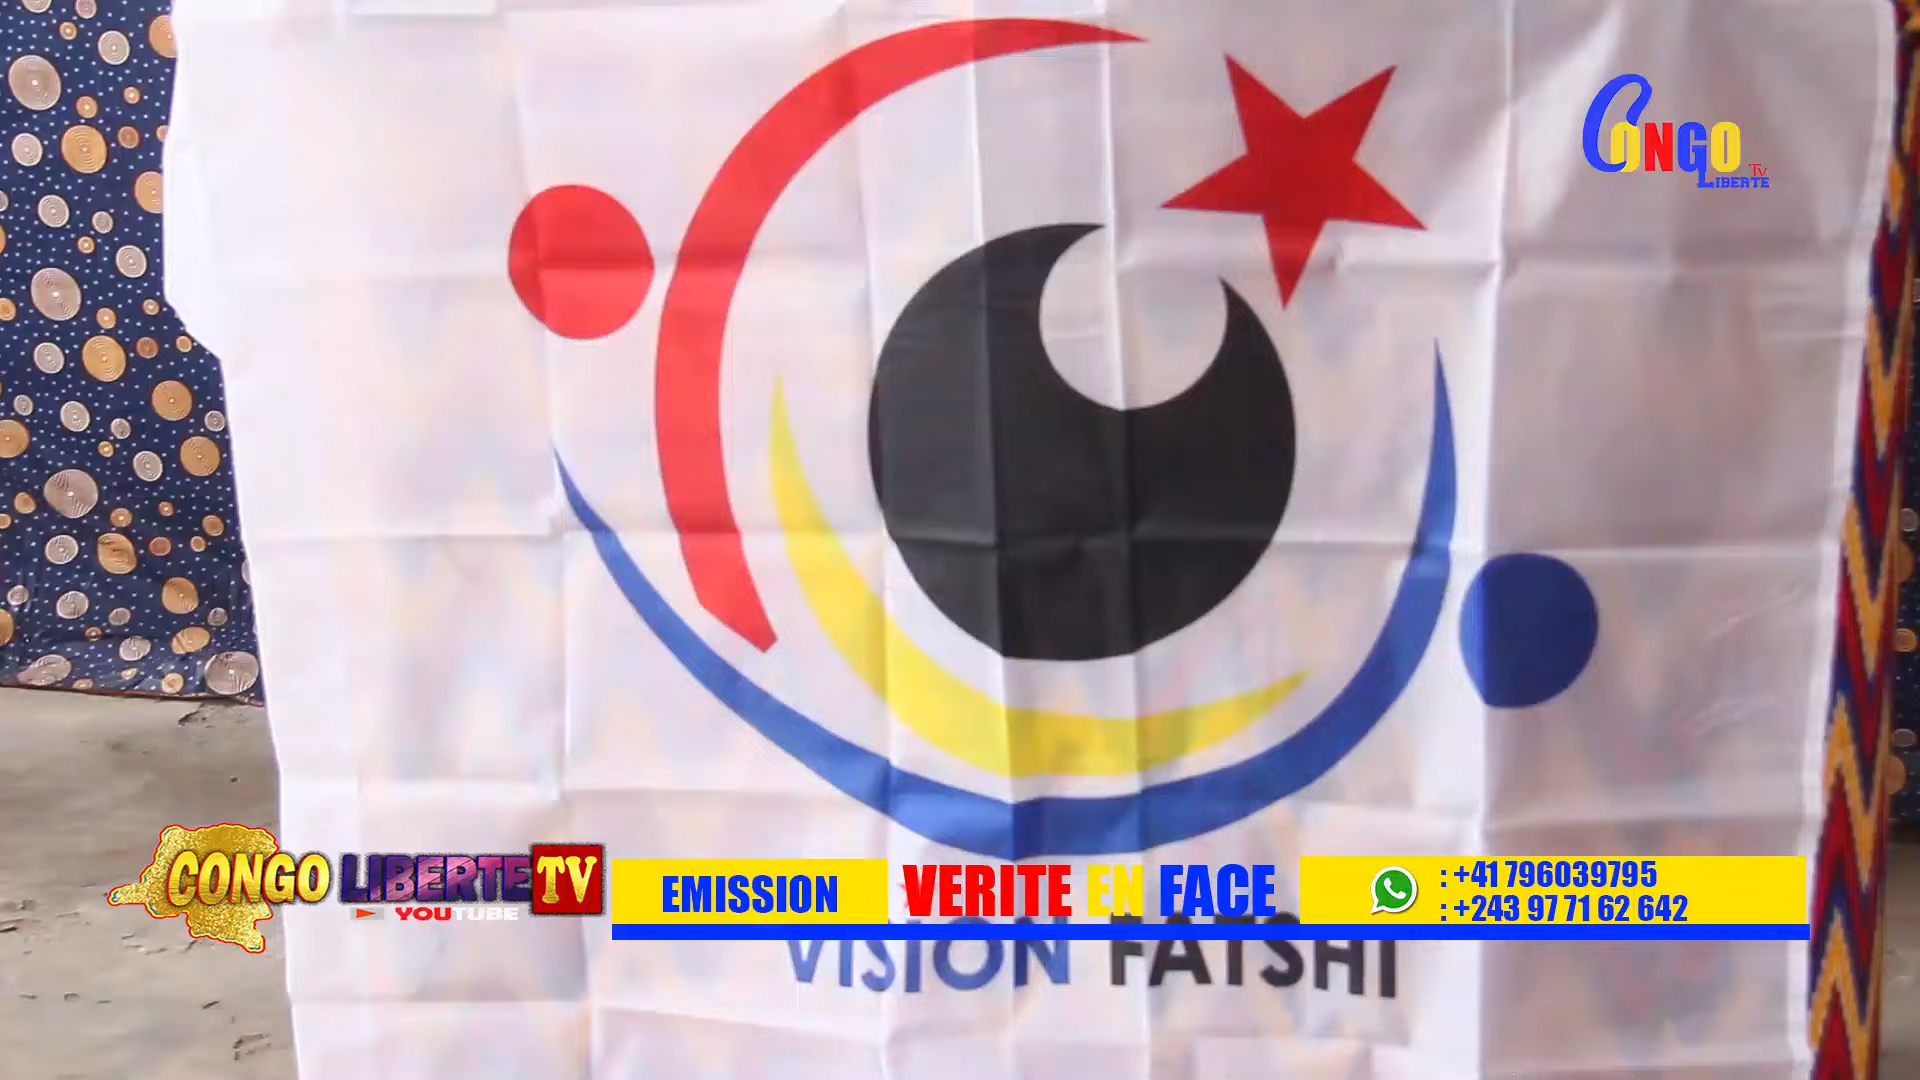 CONGO
LIBERTE TV
CONGO LIBERTE TV
YOUTUBE
EMISSION
VERITE EN FACE
: +41 796039795
: +243 97 71 62 642
VISION FATSHI